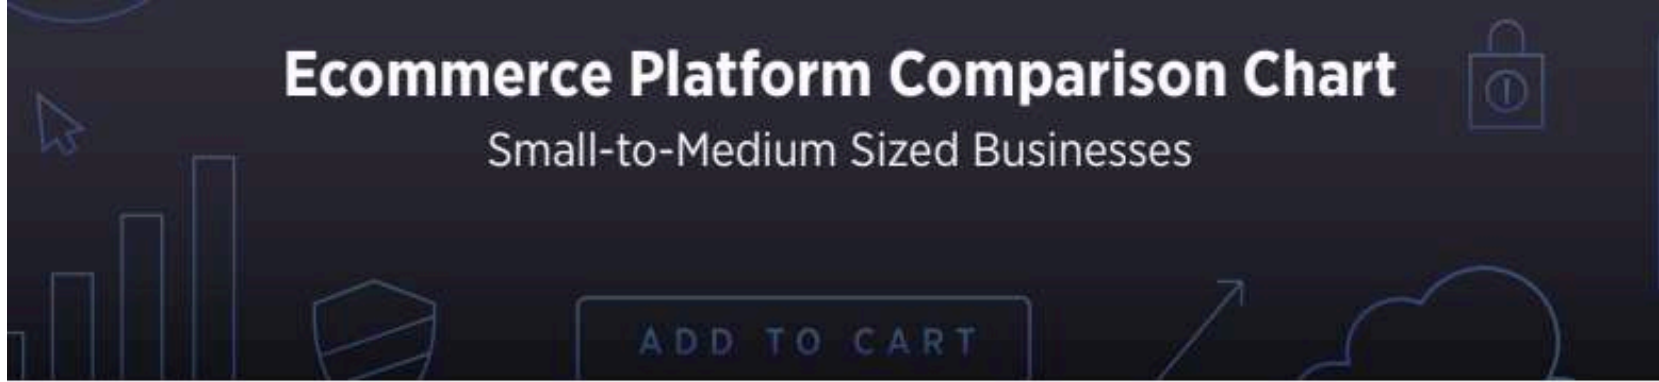 Ecommerce Platform Comparison Chart
Small-to-Medium Sized Businesses
ADD TO CART